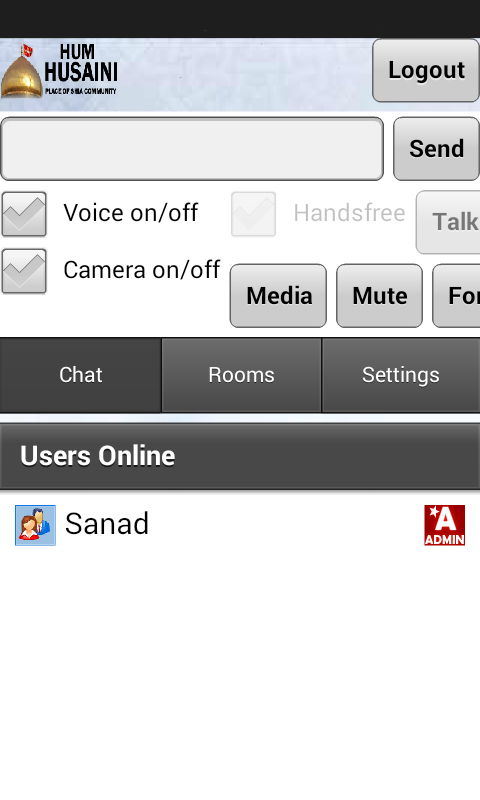 HUM
HUSAINI
PLACE OF SHIA COMMUNITY
Logout
Send
Voice on/off
Handsfree
Talk
Camera on/off
Media
Mute
For
Chat
Rooms
Settings
Users Online
Sanad
A
ADMIN